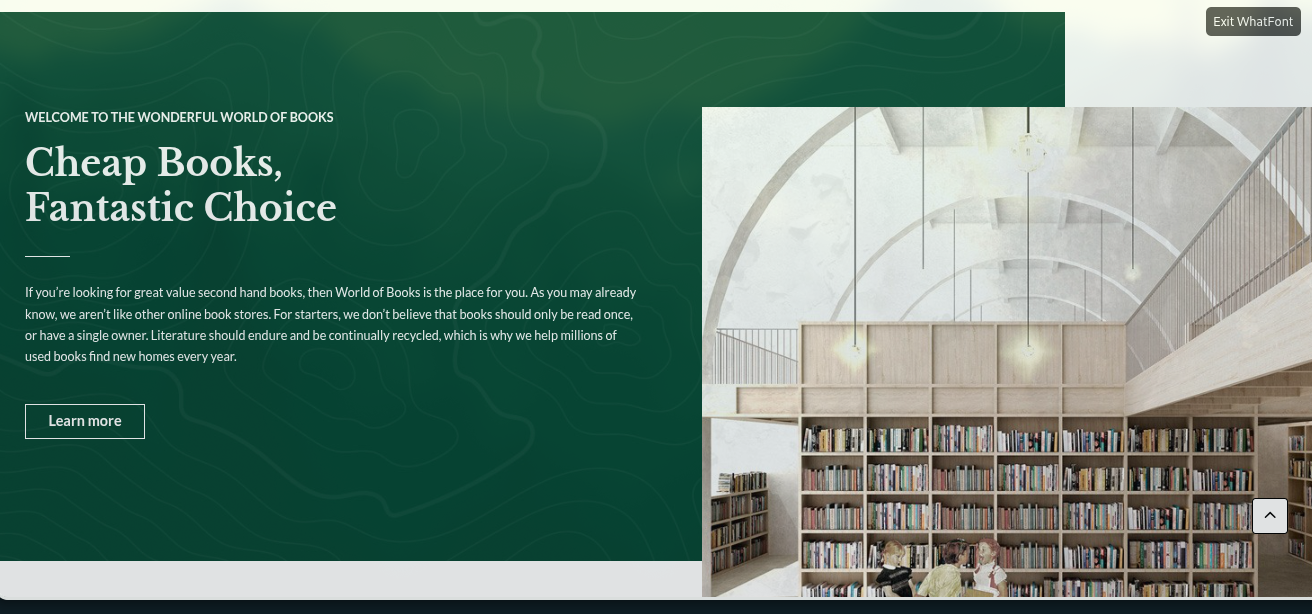 Exit WhatFont
WELCOME TO THE WONDERFUL WORLD OF BOOKS
Cheap Books,
Fantastic Choice
If you’re looking for great value second hand books, then World of Books is the place for you. As you may already
know, we aren’t like other online book stores. For starters, we don’t believe that books should only be read once,
or have a single owner. Literature should endure and be continually recycled, which is why we help millions of
used books find new homes every year.
Learn more